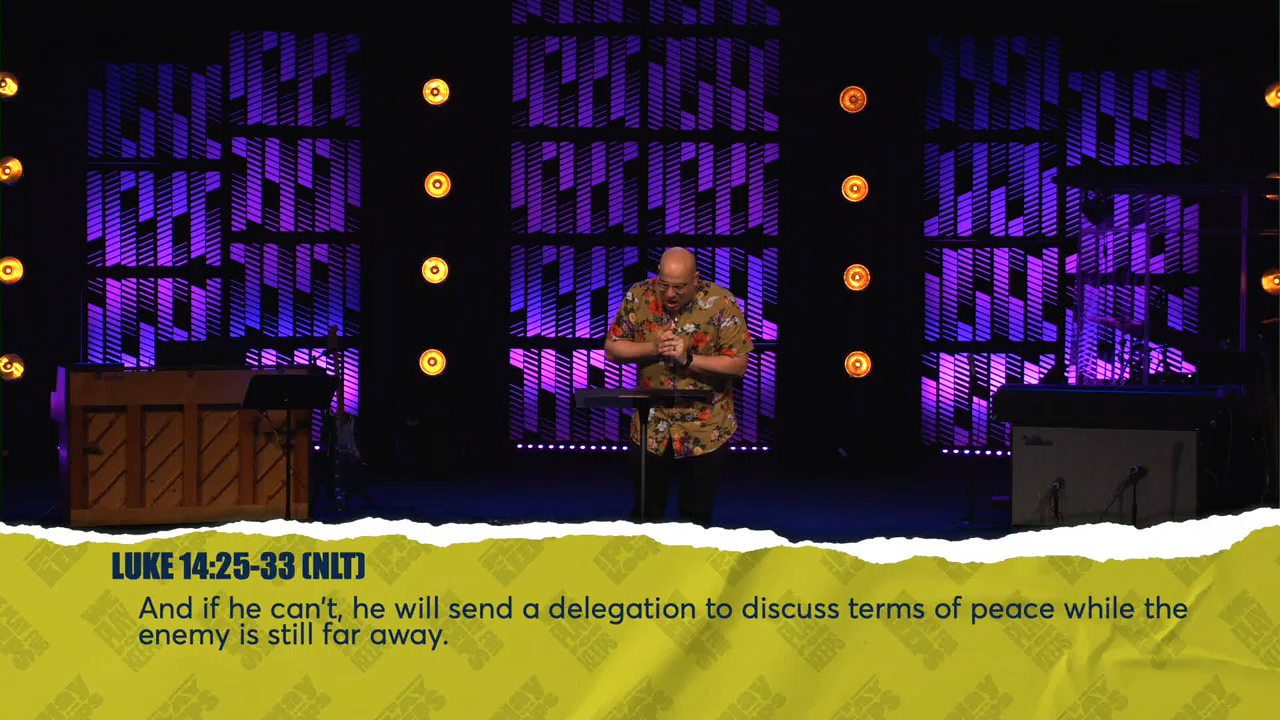 LUKE 14:25-33 (NLT)
And if he can't, he will send a delegation to discuss terms of peace while the
enemy is still far away.